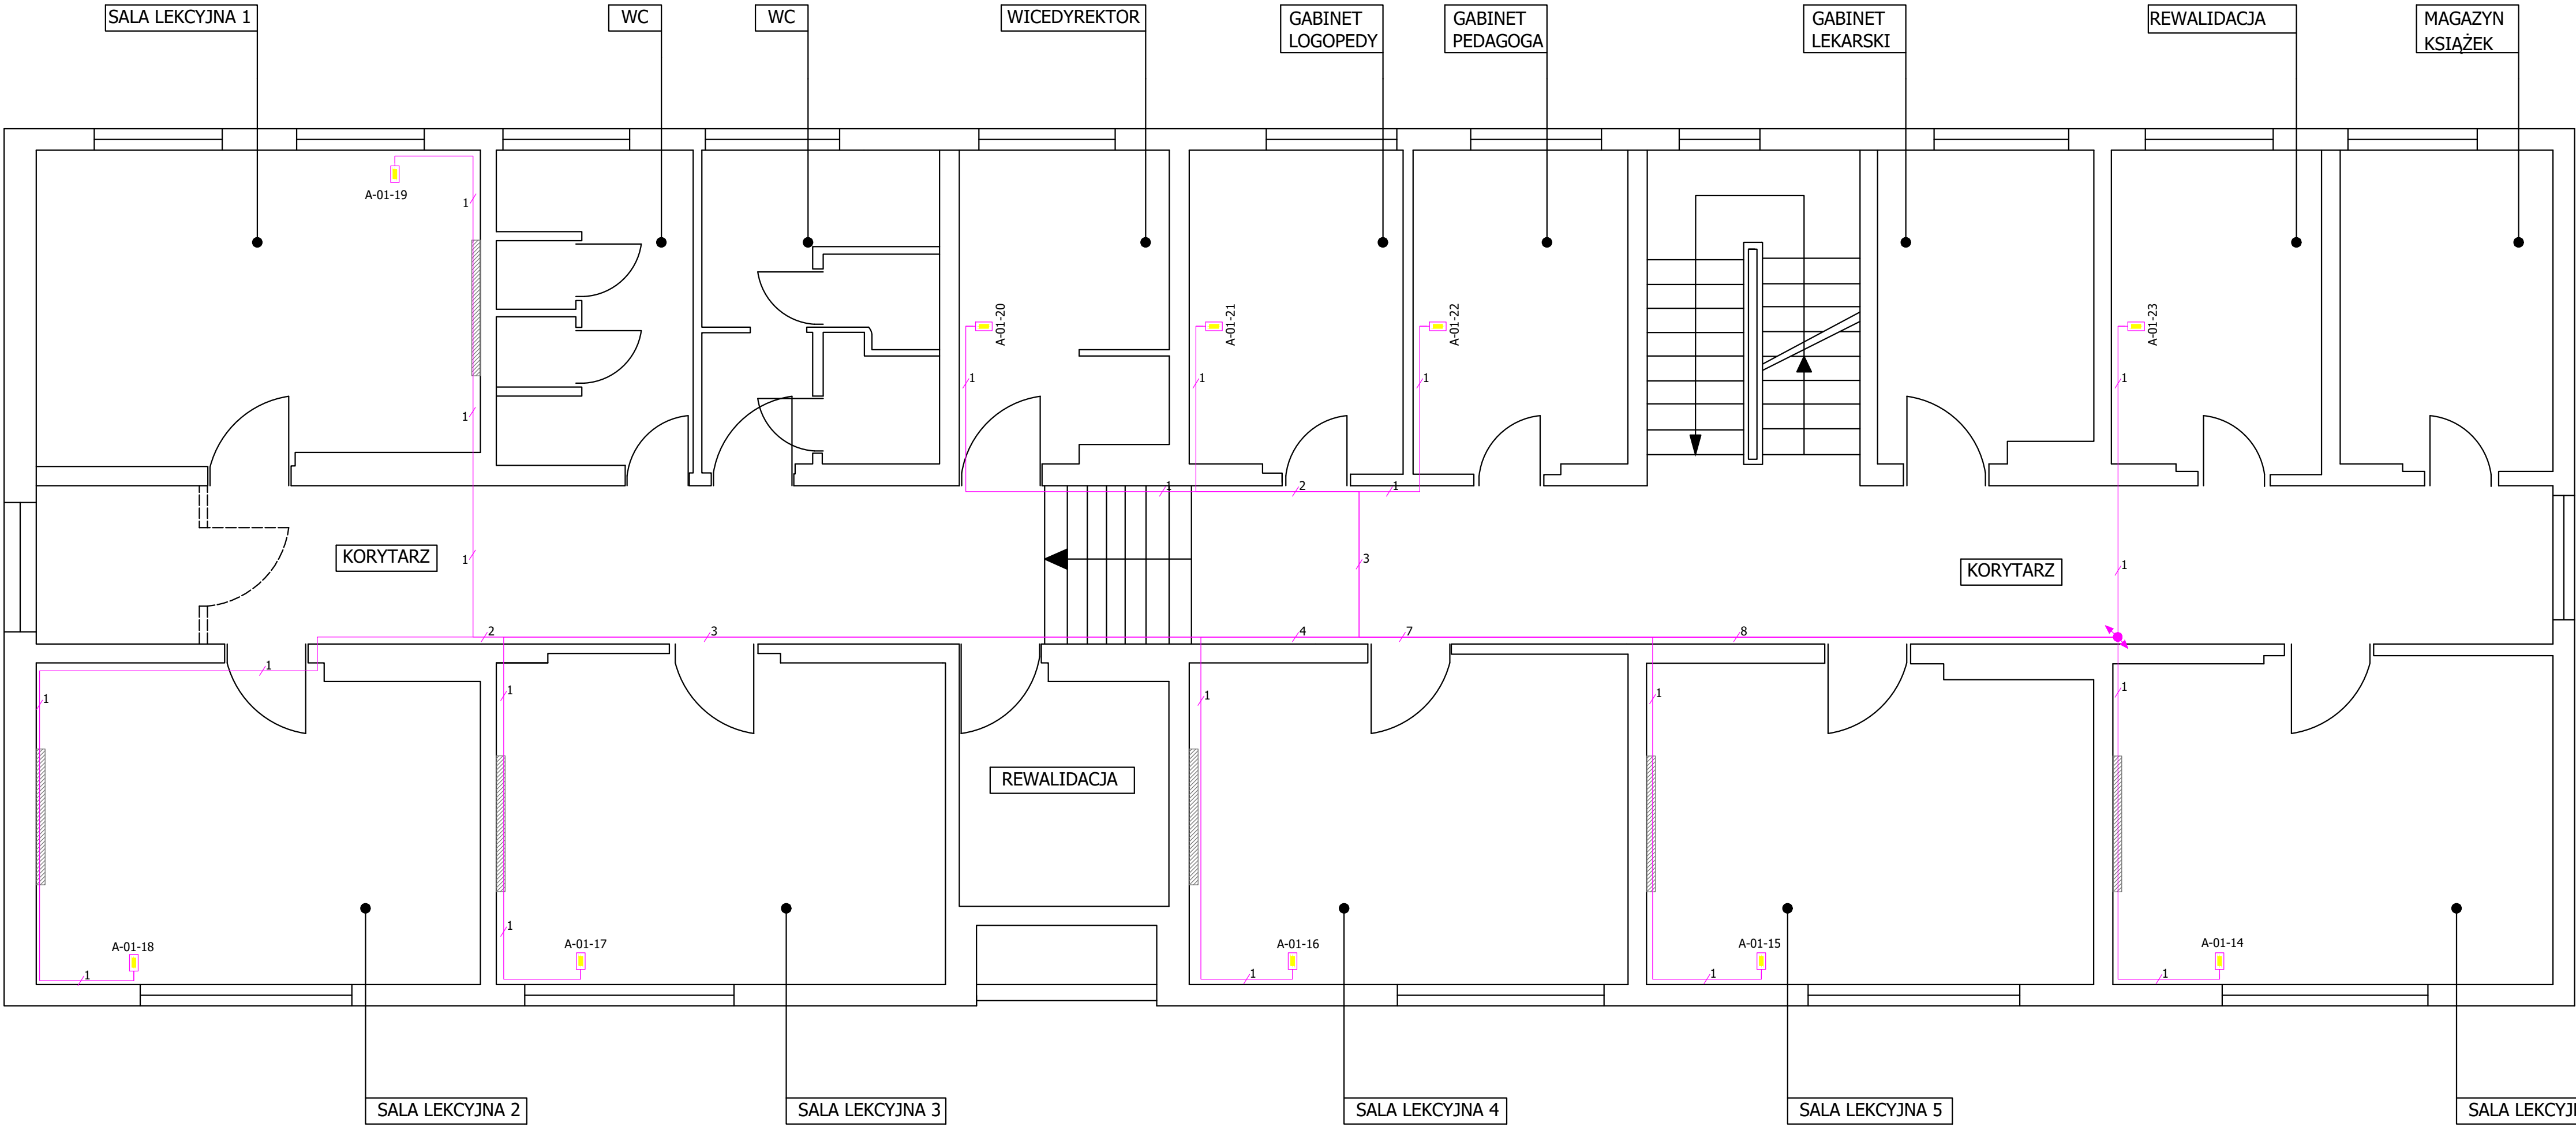 SALA LEKCYJNA 1
WC
WC
WICEDYREKTOR
GABINET
LOGOPEDY
GABINET
PEDAGOGA
GABINET
LEKARSKI
REWALIDACJA
MAGAZYN
KSIĄŻEK
A-01-19
1
A-01-20
A-01-21
A-01-22
A-01-23
1
1
1
1
1
1
2
1
KORYTARZ
1
3
KORYTARZ
1
2
3
4
7
8
1
1
1
1
1
1
REWALIDACJA
1
A-01-18
A-01-17
A-01-16
A-01-15
A-01-14
1
1
1
1
SALA LEKCYJNA 2
SALA LEKCYJNA 3
SALA LEKCYJNA 4
SALA LEKCYJNA 5
SALA